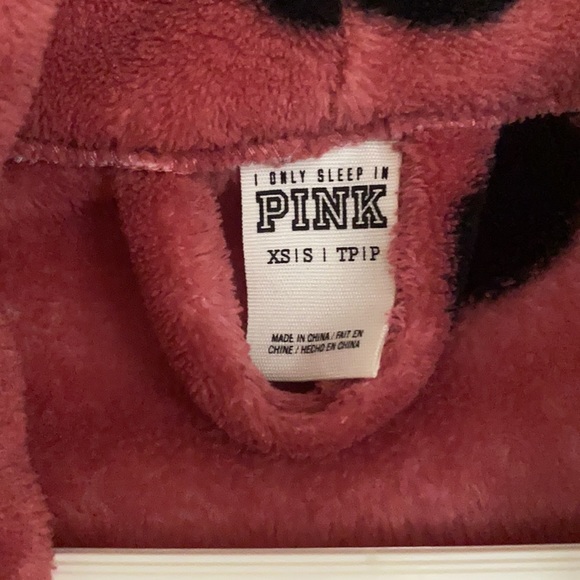 I ONLY SLEEP IN
PINK
XS|S | TP|P
MADE IN CHINA / FAIT EN
CHINE / HECHO EN CHINA